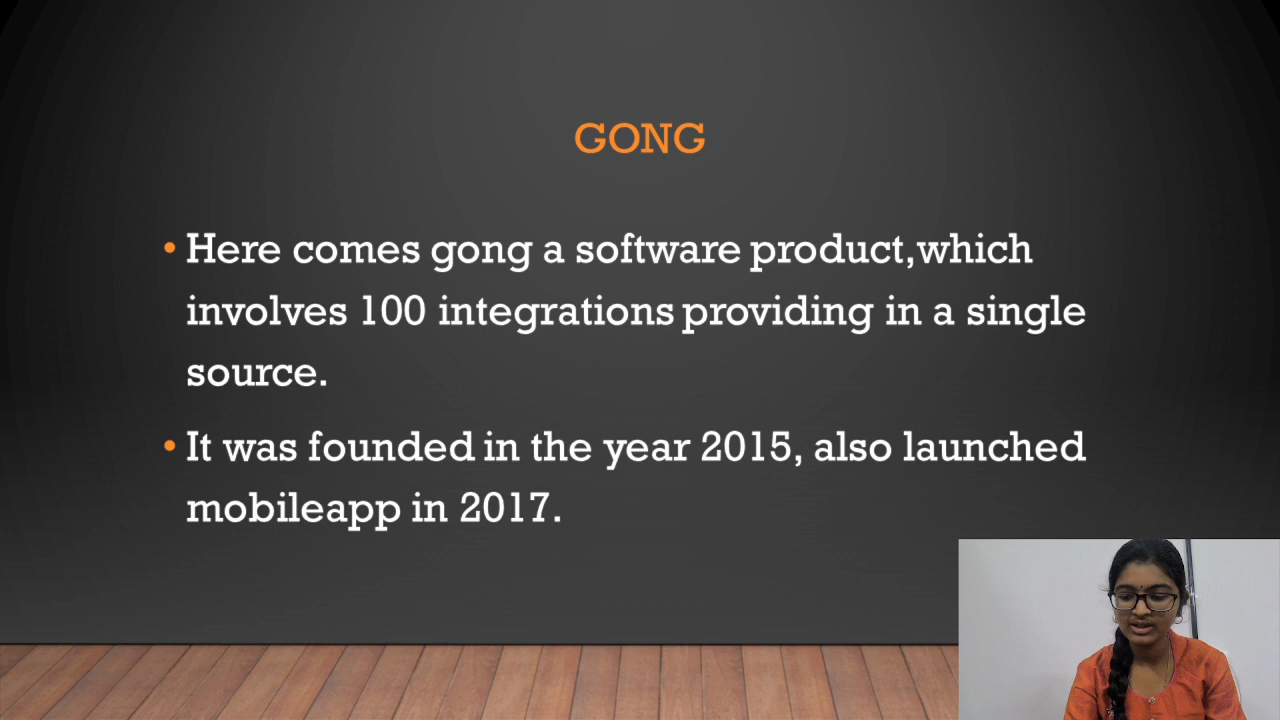 GONG
• Here comes gong a software product,which
involves 100 integrations providing in a single
source.
• It was founded in the year 2015, also launched
mobileapp in 2017.